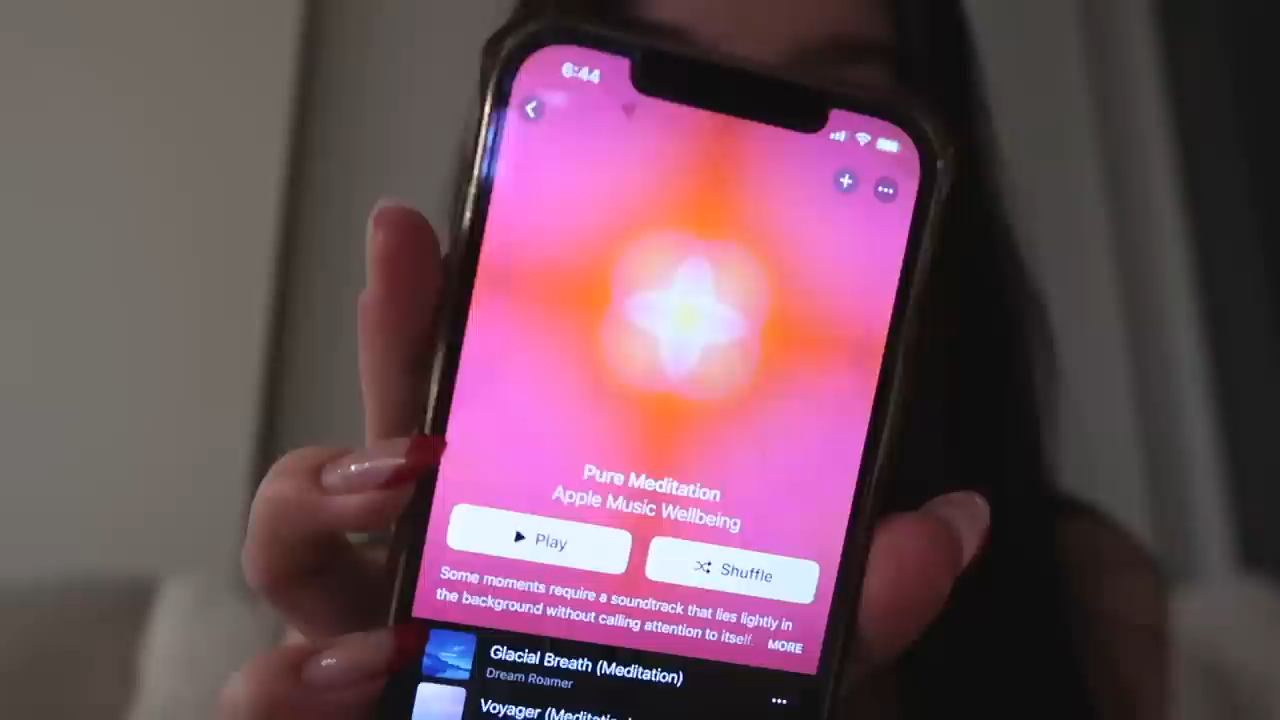 6:44
Pure Meditation
Apple Music Wellbeing
Play
Shuffle
Some moments require a soundtrack that lies lightly in
the background without calling attention to itself.
MORE
Glacial Breath (Meditation)
Dream Roamer
Voyager